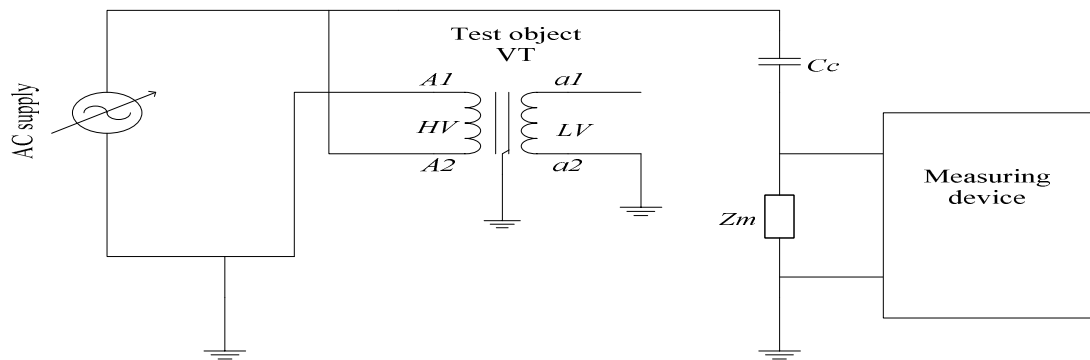 Test object
VT
A1
a1
Cc
AC supply
HV
LV
A2
a2
Measuring
device
Zm